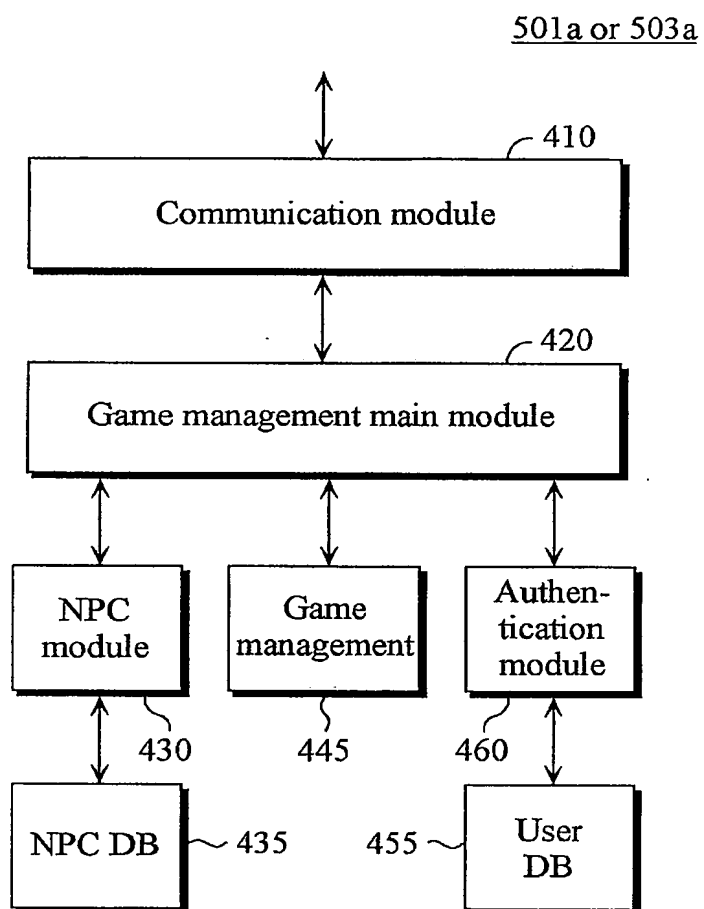 501a or 503a
410
Communication module
420
Game management main module
NPC
module
Game
management
Authen-
tication
module
430
445
460
NPC DB
435
455
User
DB